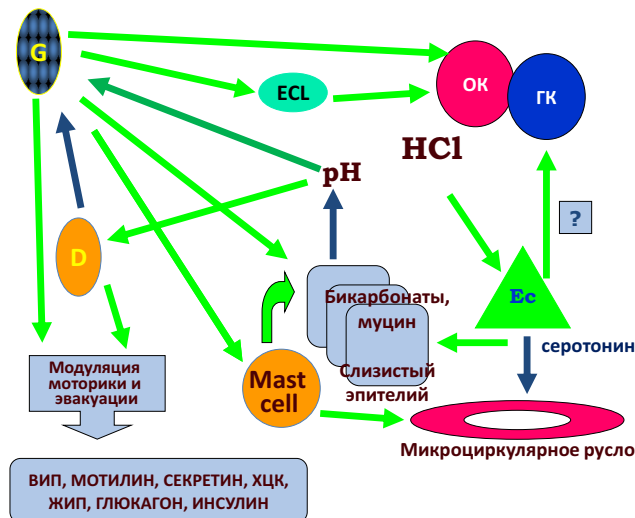 G
ECL
ОК
ГК
HCl
pH
?
D
Ec
Бикарбонаты,
муцин
серотонин
Модуляция
моторики и
эвакуации
Слизистый
эпителий
Mast
cell
Микроциркулярное русло
ВИП, МОТИЛИН, СЕКРЕТИН, ХЦК,
ЖИП, ГЛЮКАГОН, ИНСУЛИН